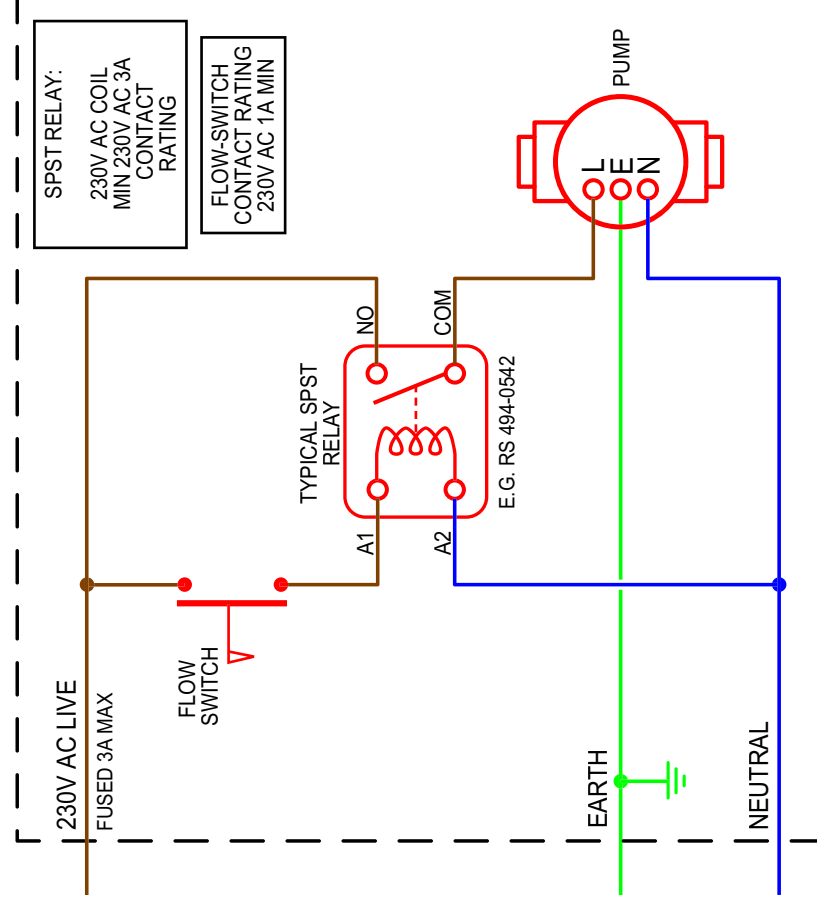 SPST RELAY:
230V AC COIL
MIN 230V AC 3A
CONTACT
RATING
FLOW-SWITCH
CONTACT RATING
230V AC 1A MIN
PUMP
L
E
N
NO
COM
TYPICAL SPST
RELAY
E.G. RS 494-0542
A1
A2
FLOW
SWITCH
230V AC LIVE
FUSED 3A MAX
EARTH
NEUTRAL